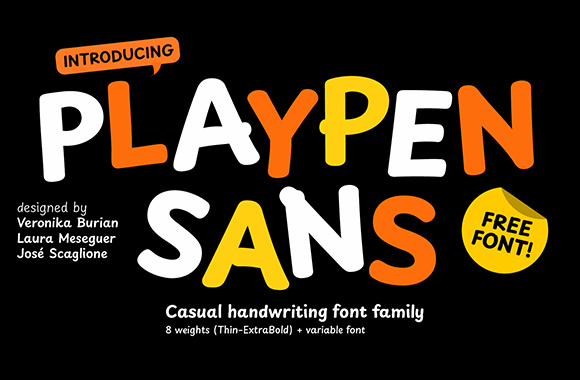 INTRODUCING
PLAYPEN
SANS
designed by
Veronika Burian
Laura Meseguer
José Scaglione
FREE
FONT!
Casual handwriting font family
8 weights (Thin-ExtraBold) + variable font